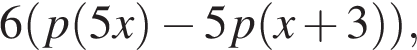 6(p(5x) − 5p(x + 3)),